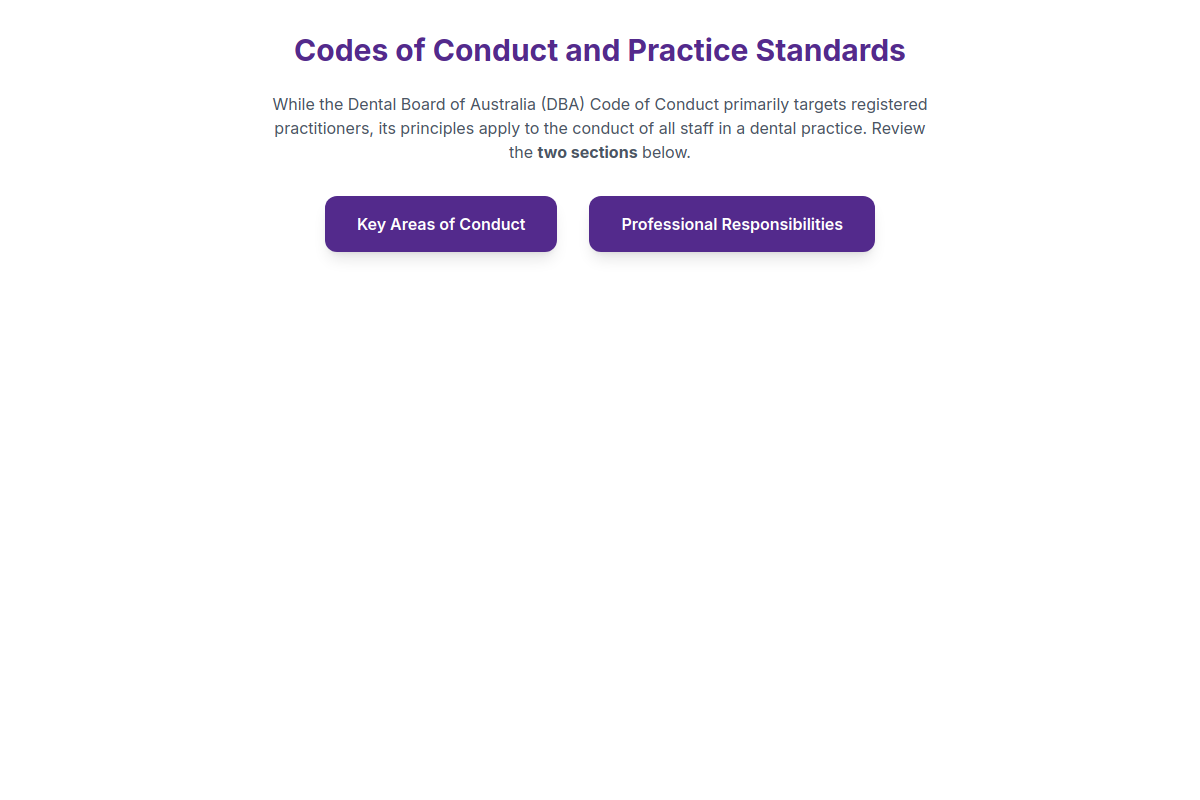 Codes of Conduct and Practice Standards
While the Dental Board of Australia (DBA) Code of Conduct primarily targets registered
practitioners, its principles apply to the conduct of all staff in a dental practice. Review
the two sections below.
Key Areas of Conduct
Professional Responsibilities